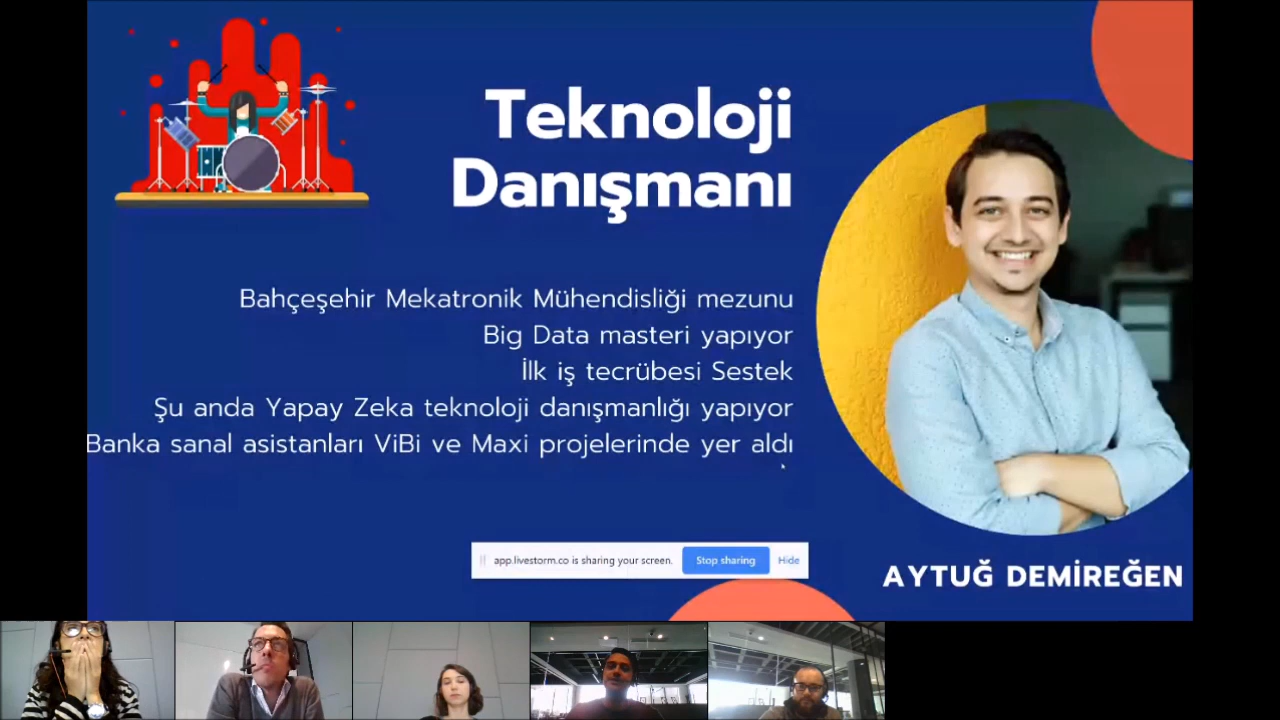 Teknoloji
Danışmanı
Bahçeşehir Mekatronik Mühendisliği mezunu
Big Data masteri yapıyor
İlk iş tecrübesi Sestek
Şu anda Yapay Zeka teknoloji danışmanlığı yapıyor
Banka sanal asistanları ViBi ve Maxi projelerinde yer aldı
app.livestorm.co is sharing your screen.
Stop sharing
Hide
AYTUĞ DEMİREĞEN